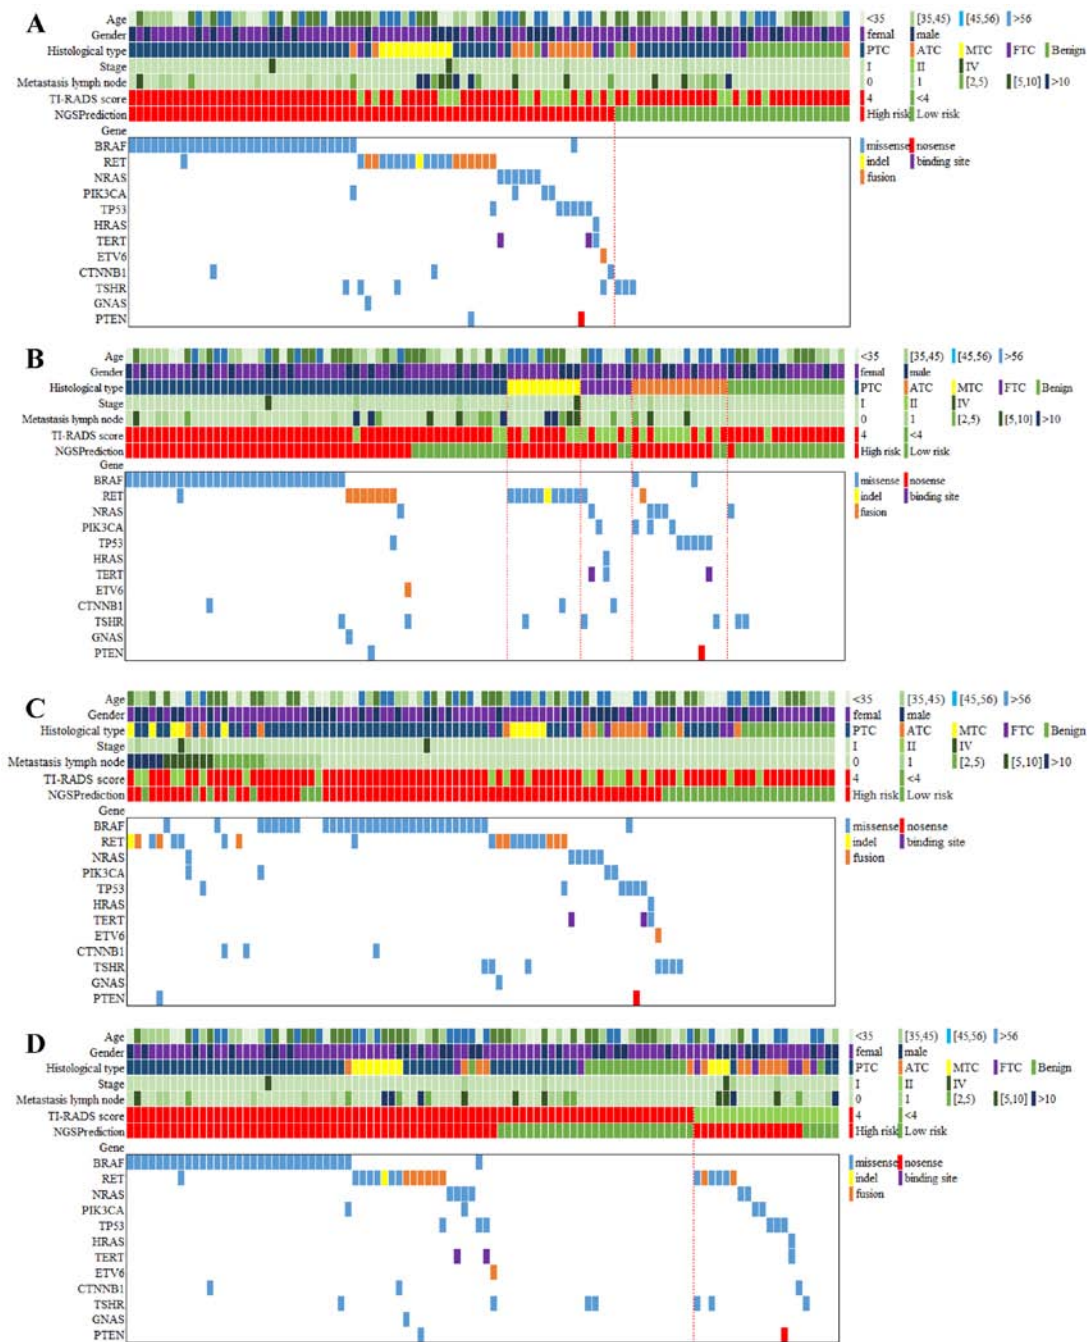 A
Age <35 [35,45) [45,56) >56
Gender female male
Histological type PTC ATC MTC FTC Benign
Stage I II IV
Metastasis lymph node 0 1 [2,5) [5,10] >10
TI-RADS score 4 <4
NGSPrediction High risk Low risk
Gene
BRAF missense nosense
RET indel binding site
NRAS fusion
PIK3CA
TP53
HRAS
TERT
ETV6
CTNNB1
TSHR
GNAS
PTEN
B
Age <35 [35,45) [45,56) >56
Gender femal male
Histological type PTC ATC MTC FTC Benign
Stage I II IV
Metastasis lymph node 0 1 [2,5) [5,10] >10
TI-RADS score 4 <4
NGSPrediction High risk Low risk
Gene
BRAF missense nosense
RET indel binding site
NRAS fusion
PIK3CA
TP53
HRAS
TERT
ETV6
CTNNB1
TSHR
GNAS
PTEN
C
Age <35 [35,45) [45,56) >56
Gender femal male
Histological type PTC ATC MTC FTC Benign
Stage I II IV
Metastasis lymph node 0 1 [2,5) [5,10] >10
TI-RADS score 4 <4
NGSPrediction High risk Low risk
Gene
BRAF missense nosense
RET indel binding site
NRAS fusion
PIK3CA
TP53
HRAS
TERT
ETV6
CTNNB1
TSHR
GNAS
PTEN
D
Age <35 [35,45) [45,56) >56
Gender femal male
Histological type PTC ATC MTC FTC Benign
Stage I II IV
Metastasis lymph node 0 1 [2,5) [5,10] >10
TI-RADS score 4 <4
NGSPrediction High risk Low risk
Gene
BRAF missense nosense
RET indel binding site
NRAS fusion
PIK3CA
TP53
HRAS
TERT
ETV6
CTNNB1
TSHR
GNAS
PTEN